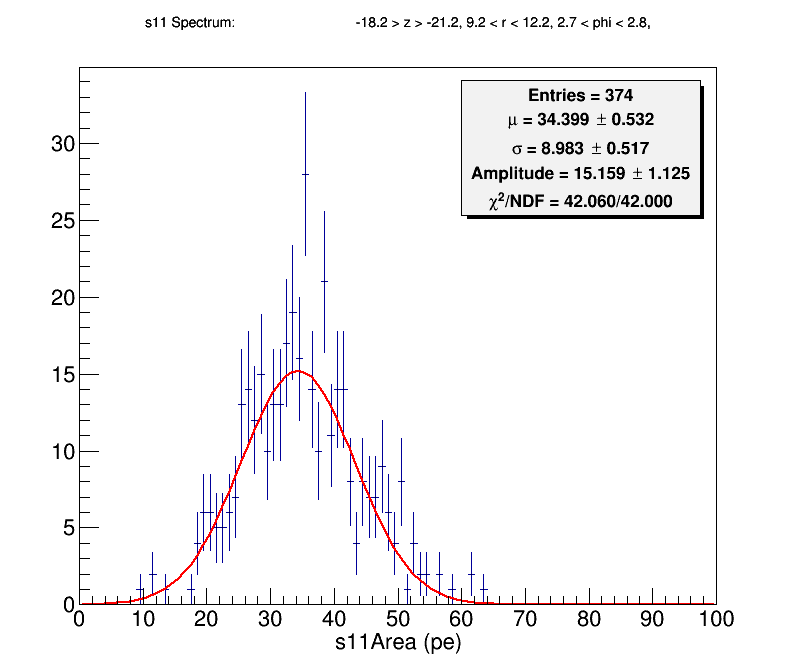 s11 Spectrum: -18.2 > z > -21.2, 9.2 < r < 12.2, 2.7 < phi < 2.8,
Entries = 374
μ = 34.399 ± 0.532
σ = 8.983 ± 0.517
Amplitude = 15.159 ± 1.125
χ²/NDF = 42.060/42.000
30
25
20
15
10
5
0
0 10 20 30 40 50 60 70 80 90 100
s11Area (pe)